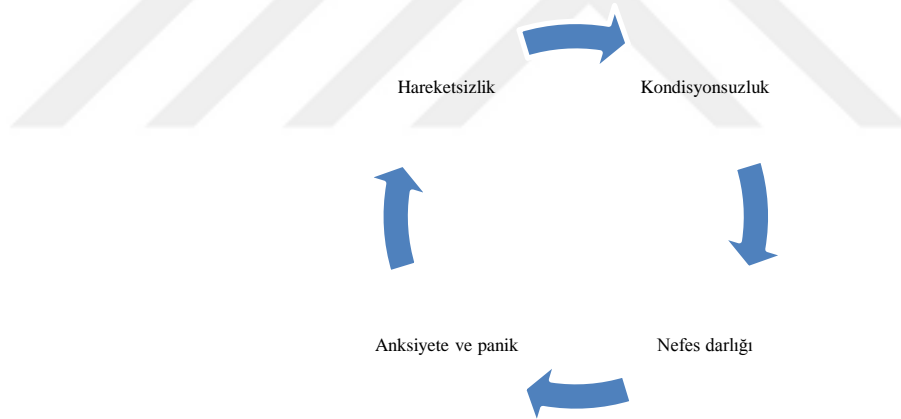 Hareketsizlik
Kondisyonsuzluk
Anksiyete ve panik
Nefes darlığı